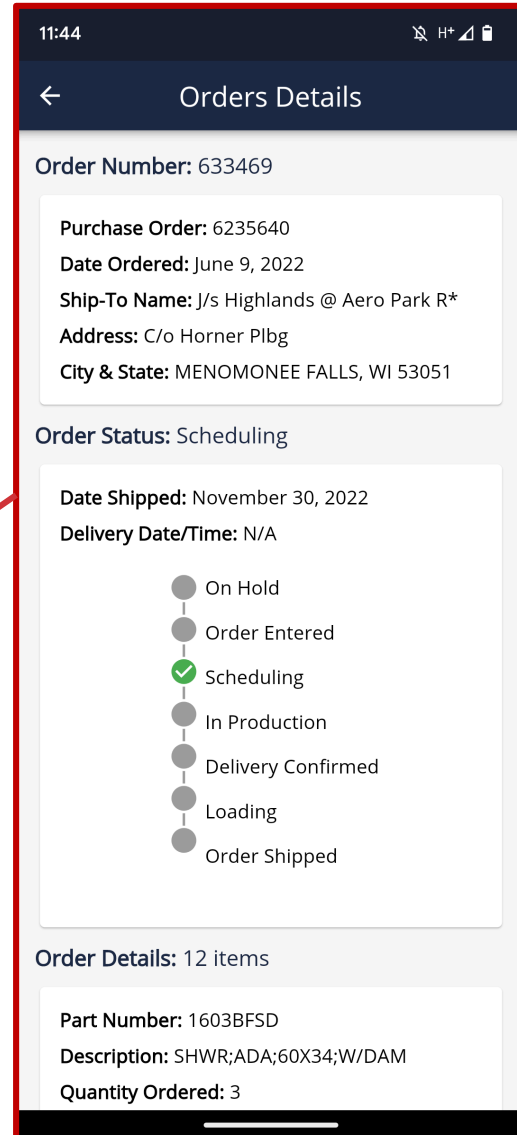 11:44
H+
Orders Details
Order Number: 633469
Purchase Order: 6235640
Date Ordered: June 9, 2022
Ship-To Name: J/s Highlands @ Aero Park R*
Address: C/o Horner Plbg
City & State: MENOMONEE FALLS, WI 53051
Order Status: Scheduling
Date Shipped: November 30, 2022
Delivery Date/Time: N/A
On Hold
Order Entered
Scheduling
In Production
Delivery Confirmed
Loading
Order Shipped
Order Details: 12 items
Part Number: 1603BFSD
Description: SHWR;ADA;60X34;W/DAM
Quantity Ordered: 3